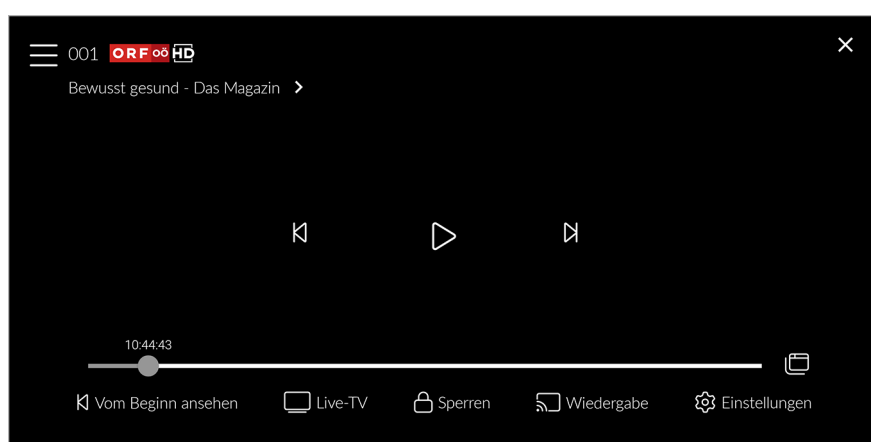 001 ORF oö HD
Bewusst gesund - Das Magazin
10:44:43
Vom Beginn ansehen Live-TV Sperren Wiedergabe Einstellungen